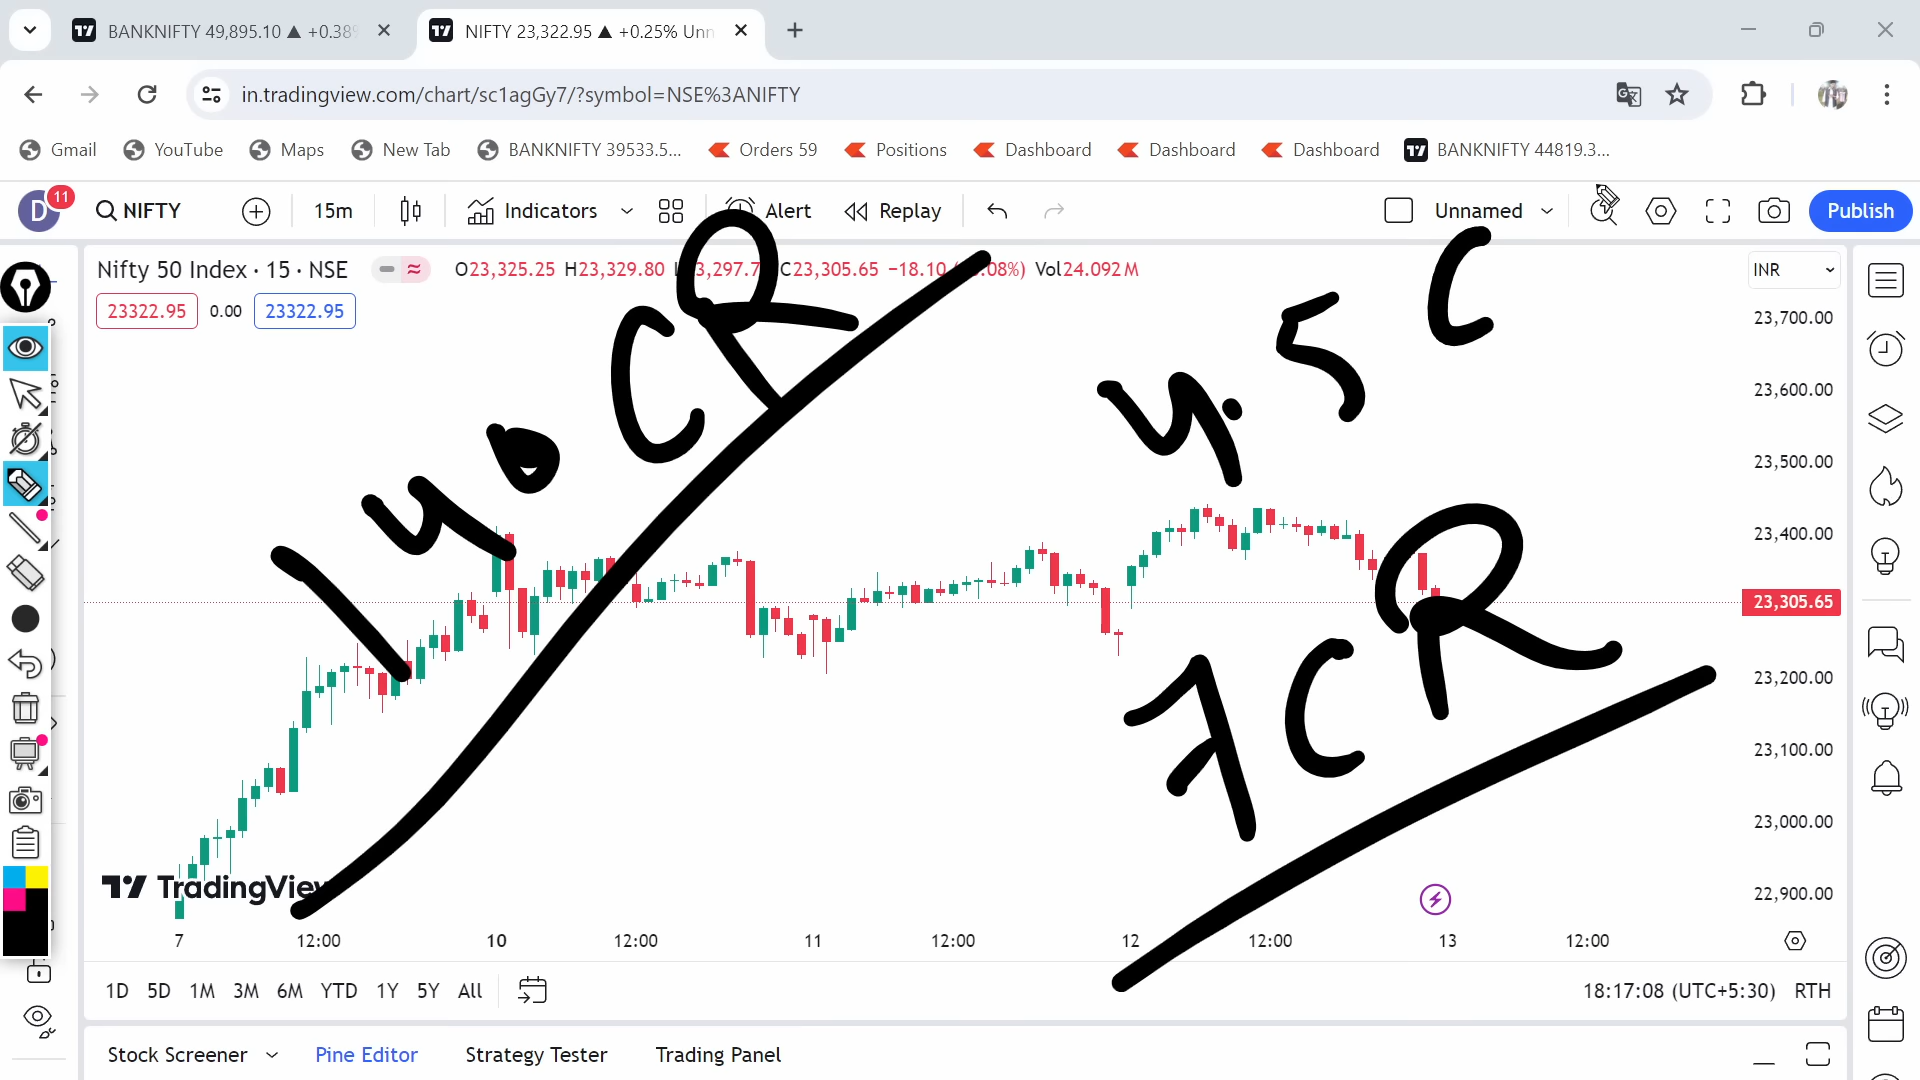 BANKNIFTY 49,895.10 ▲ +0.38%
NIFTY 23,322.95 ▲ +0.25% Unn
in.tradingview.com/chart/sc1agGy7/?symbol=NSE%3ANIFTY
Gmail YouTube Maps New Tab BANKNIFTY 39533.5... Orders 59 Positions Dashboard Dashboard Dashboard BANKNIFTY 44819.3...
D 11 NIFTY 15m Indicators Alert Replay Unnamed Publish
Nifty 50 Index · 15 · NSE O23,325.25 H23,329.80 3,297.7 C23,305.65 −18.10 .08%) Vol24.092 M INR
23322.95 0.00 23322.95
140 CR
4.5 C
7 CR
23,700.00
23,600.00
23,500.00
23,400.00
23,305.65
23,200.00
23,100.00
23,000.00
22,900.00
TradingView
7 12:00 10 12:00 11 12:00 12 12:00 13 12:00
1D 5D 1M 3M 6M YTD 1Y 5Y All 18:17:08 (UTC+5:30) RTH
Stock Screener Pine Editor Strategy Tester Trading Panel